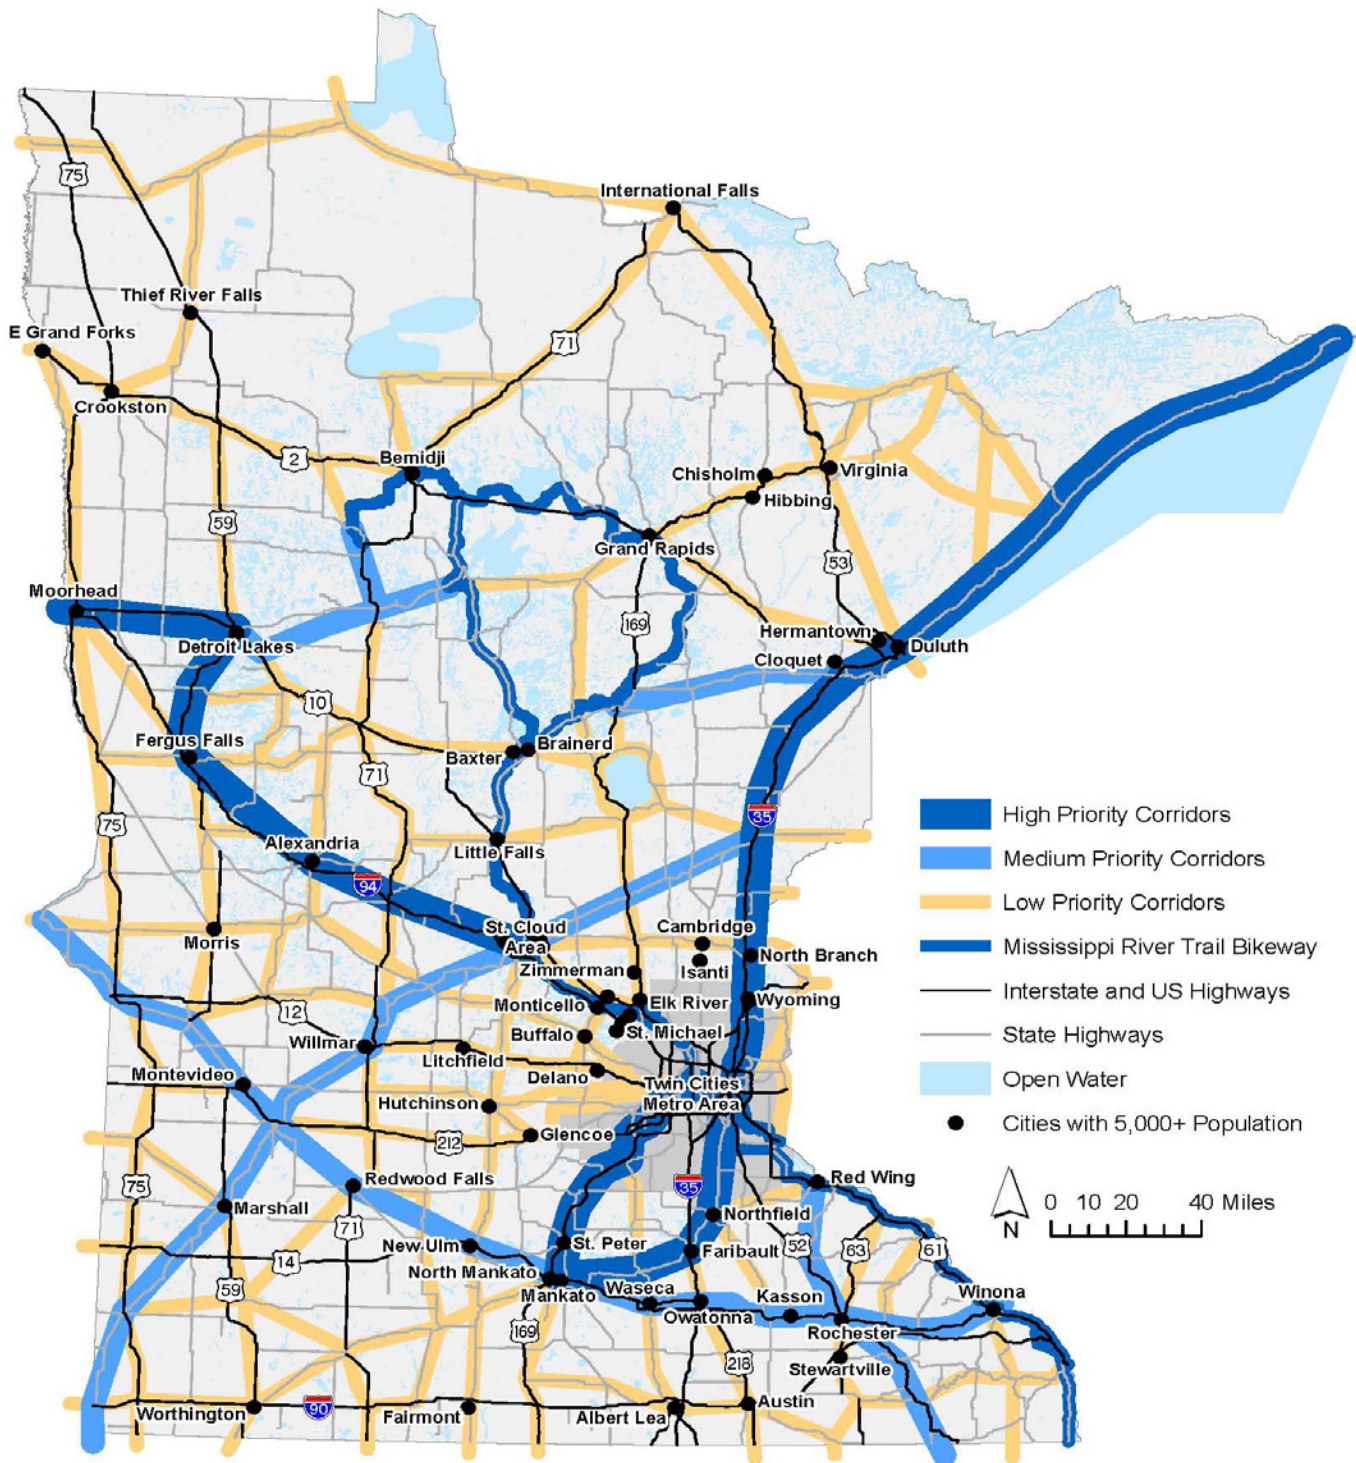 International Falls
75
Thief River Falls
E Grand Forks
71
Crookston
2
Bemidji
Chisholm
Virginia
Hibbing
59
Grand Rapids
53
Moorhead
169
Hermantown
Detroit Lakes
Duluth
Cloquet
10
Fergus Falls
Baxter
Brainerd
71
75
35
High Priority Corridors
Alexandria
Little Falls
Medium Priority Corridors
94
Low Priority Corridors
St. Cloud
Area
Cambridge
Morris
Mississippi River Trail Bikeway
North Branch
Zimmerman
Isanti
Interstate and US Highways
Monticello
Elk River
Wyoming
12
State Highways
Buffalo
St. Michael
Willmar
Litchfield
Open Water
Montevideo
Delano
Twin Cities
Metro Area
Hutchinson
Cities with 5,000+ Population
Glencoe
212
Redwood Falls
Red Wing
75
35
0 10 20 40 Miles
N
Marshall
71
Northfield
St. Peter
New Ulm
Faribault
52
63
61
14
North Mankato
Mankato
Waseca
Kasson
Winona
59
Owatonna
Rochester
169
218
Stewartville
Worthington
90
Fairmont
Albert Lea
Austin